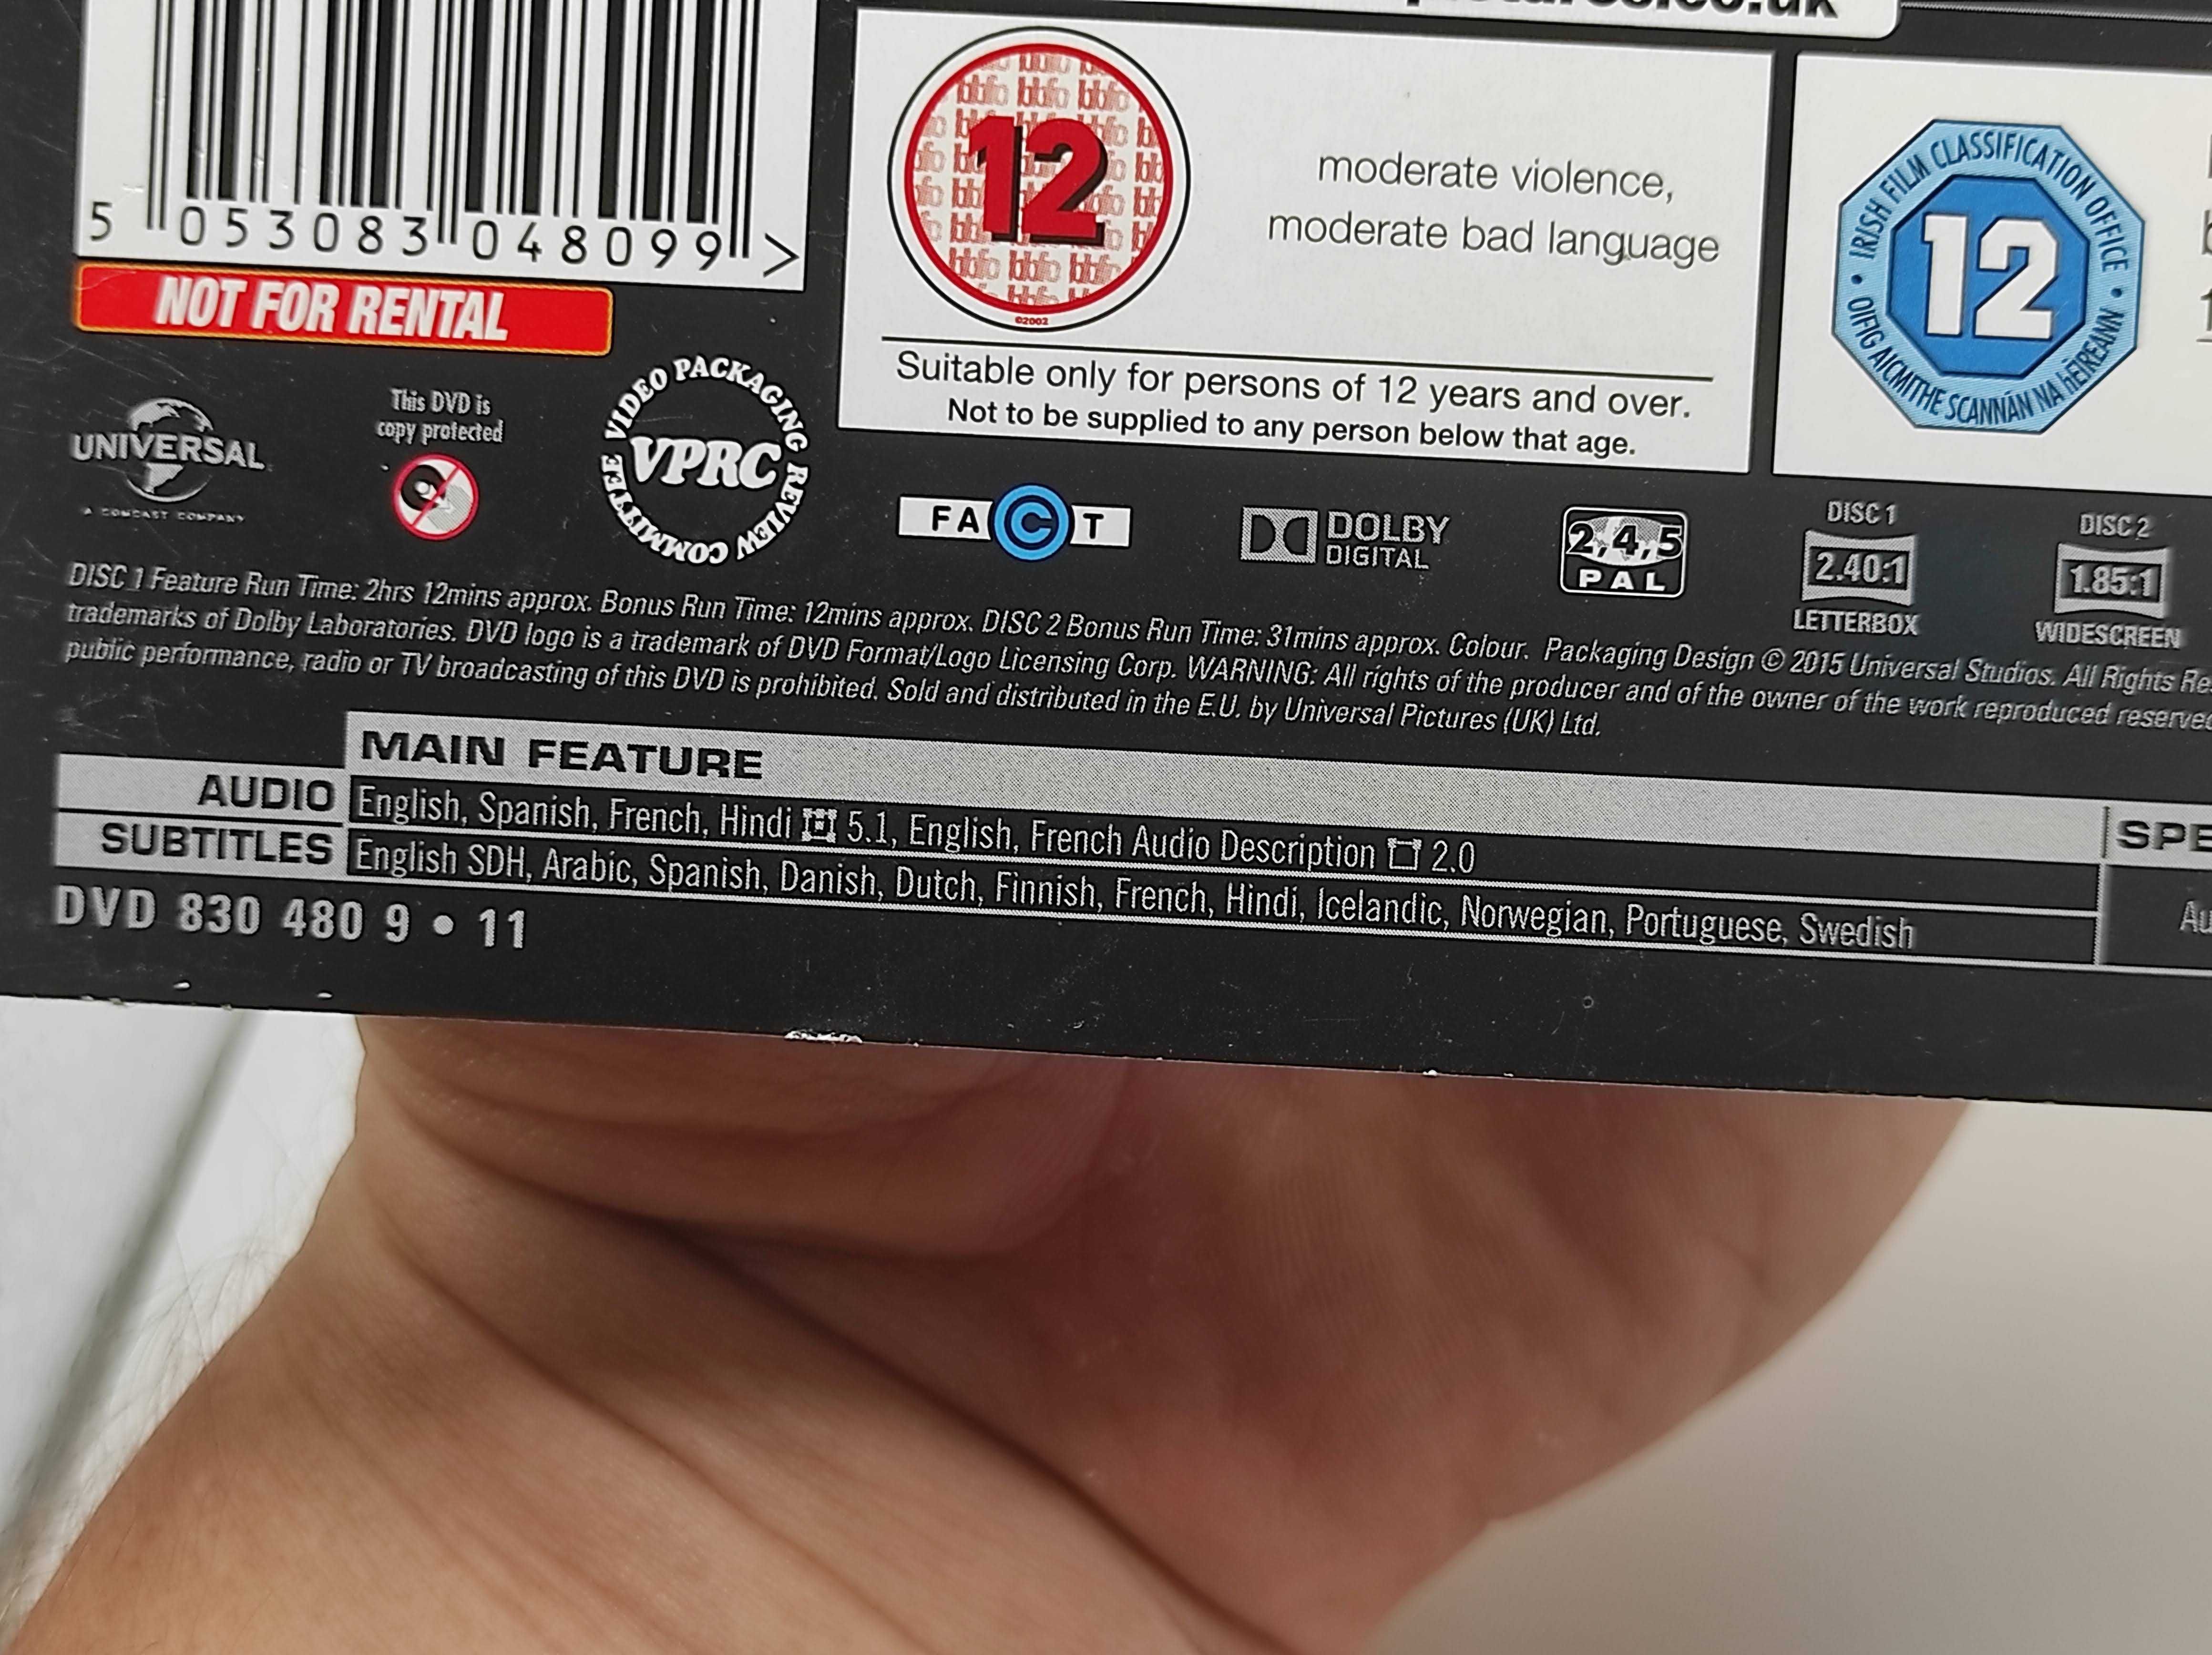 .co.uk
5 053083 048099 >
NOT FOR RENTAL
12
©2002
moderate violence,
moderate bad language
Suitable only for persons of 12 years and over.
Not to be supplied to any person below that age.
IRISH FILM CLASSIFICATION OFFICE • OIFIG AICMITHE SCANNÁN NA hÉIREANN •
12
UNIVERSAL
A COMCAST COMPANY
This DVD is
copy protected
VIDEO PACKAGING REVIEW COMMITTEE
VPRC
FACT
DOLBY
DIGITAL
2,4,5
PAL
DISC 1
2.40:1
LETTERBOX
DISC 2
1.85:1
WIDESCREEN
DISC 1 Feature Run Time: 2hrs 12mins approx. Bonus Run Time: 12mins approx. DISC 2 Bonus Run Time: 31mins approx. Colour. Packaging Design © 2015 Universal Studios. All Rights
trademarks of Dolby Laboratories. DVD logo is a trademark of DVD Format/Logo Licensing Corp. WARNING: All rights of the producer and of the owner of the work reproduced
public performance, radio or TV broadcasting of this DVD is prohibited. Sold and distributed in the E.U. by Universal Pictures (UK) Ltd.
MAIN FEATURE
AUDIO English, Spanish, French, Hindi 5.1, English, French Audio Description 2.0
SUBTITLES English SDH, Arabic, Spanish, Danish, Dutch, Finnish, French, Hindi, Icelandic, Norwegian, Portuguese, Swedish
DVD 830 480 9 • 11